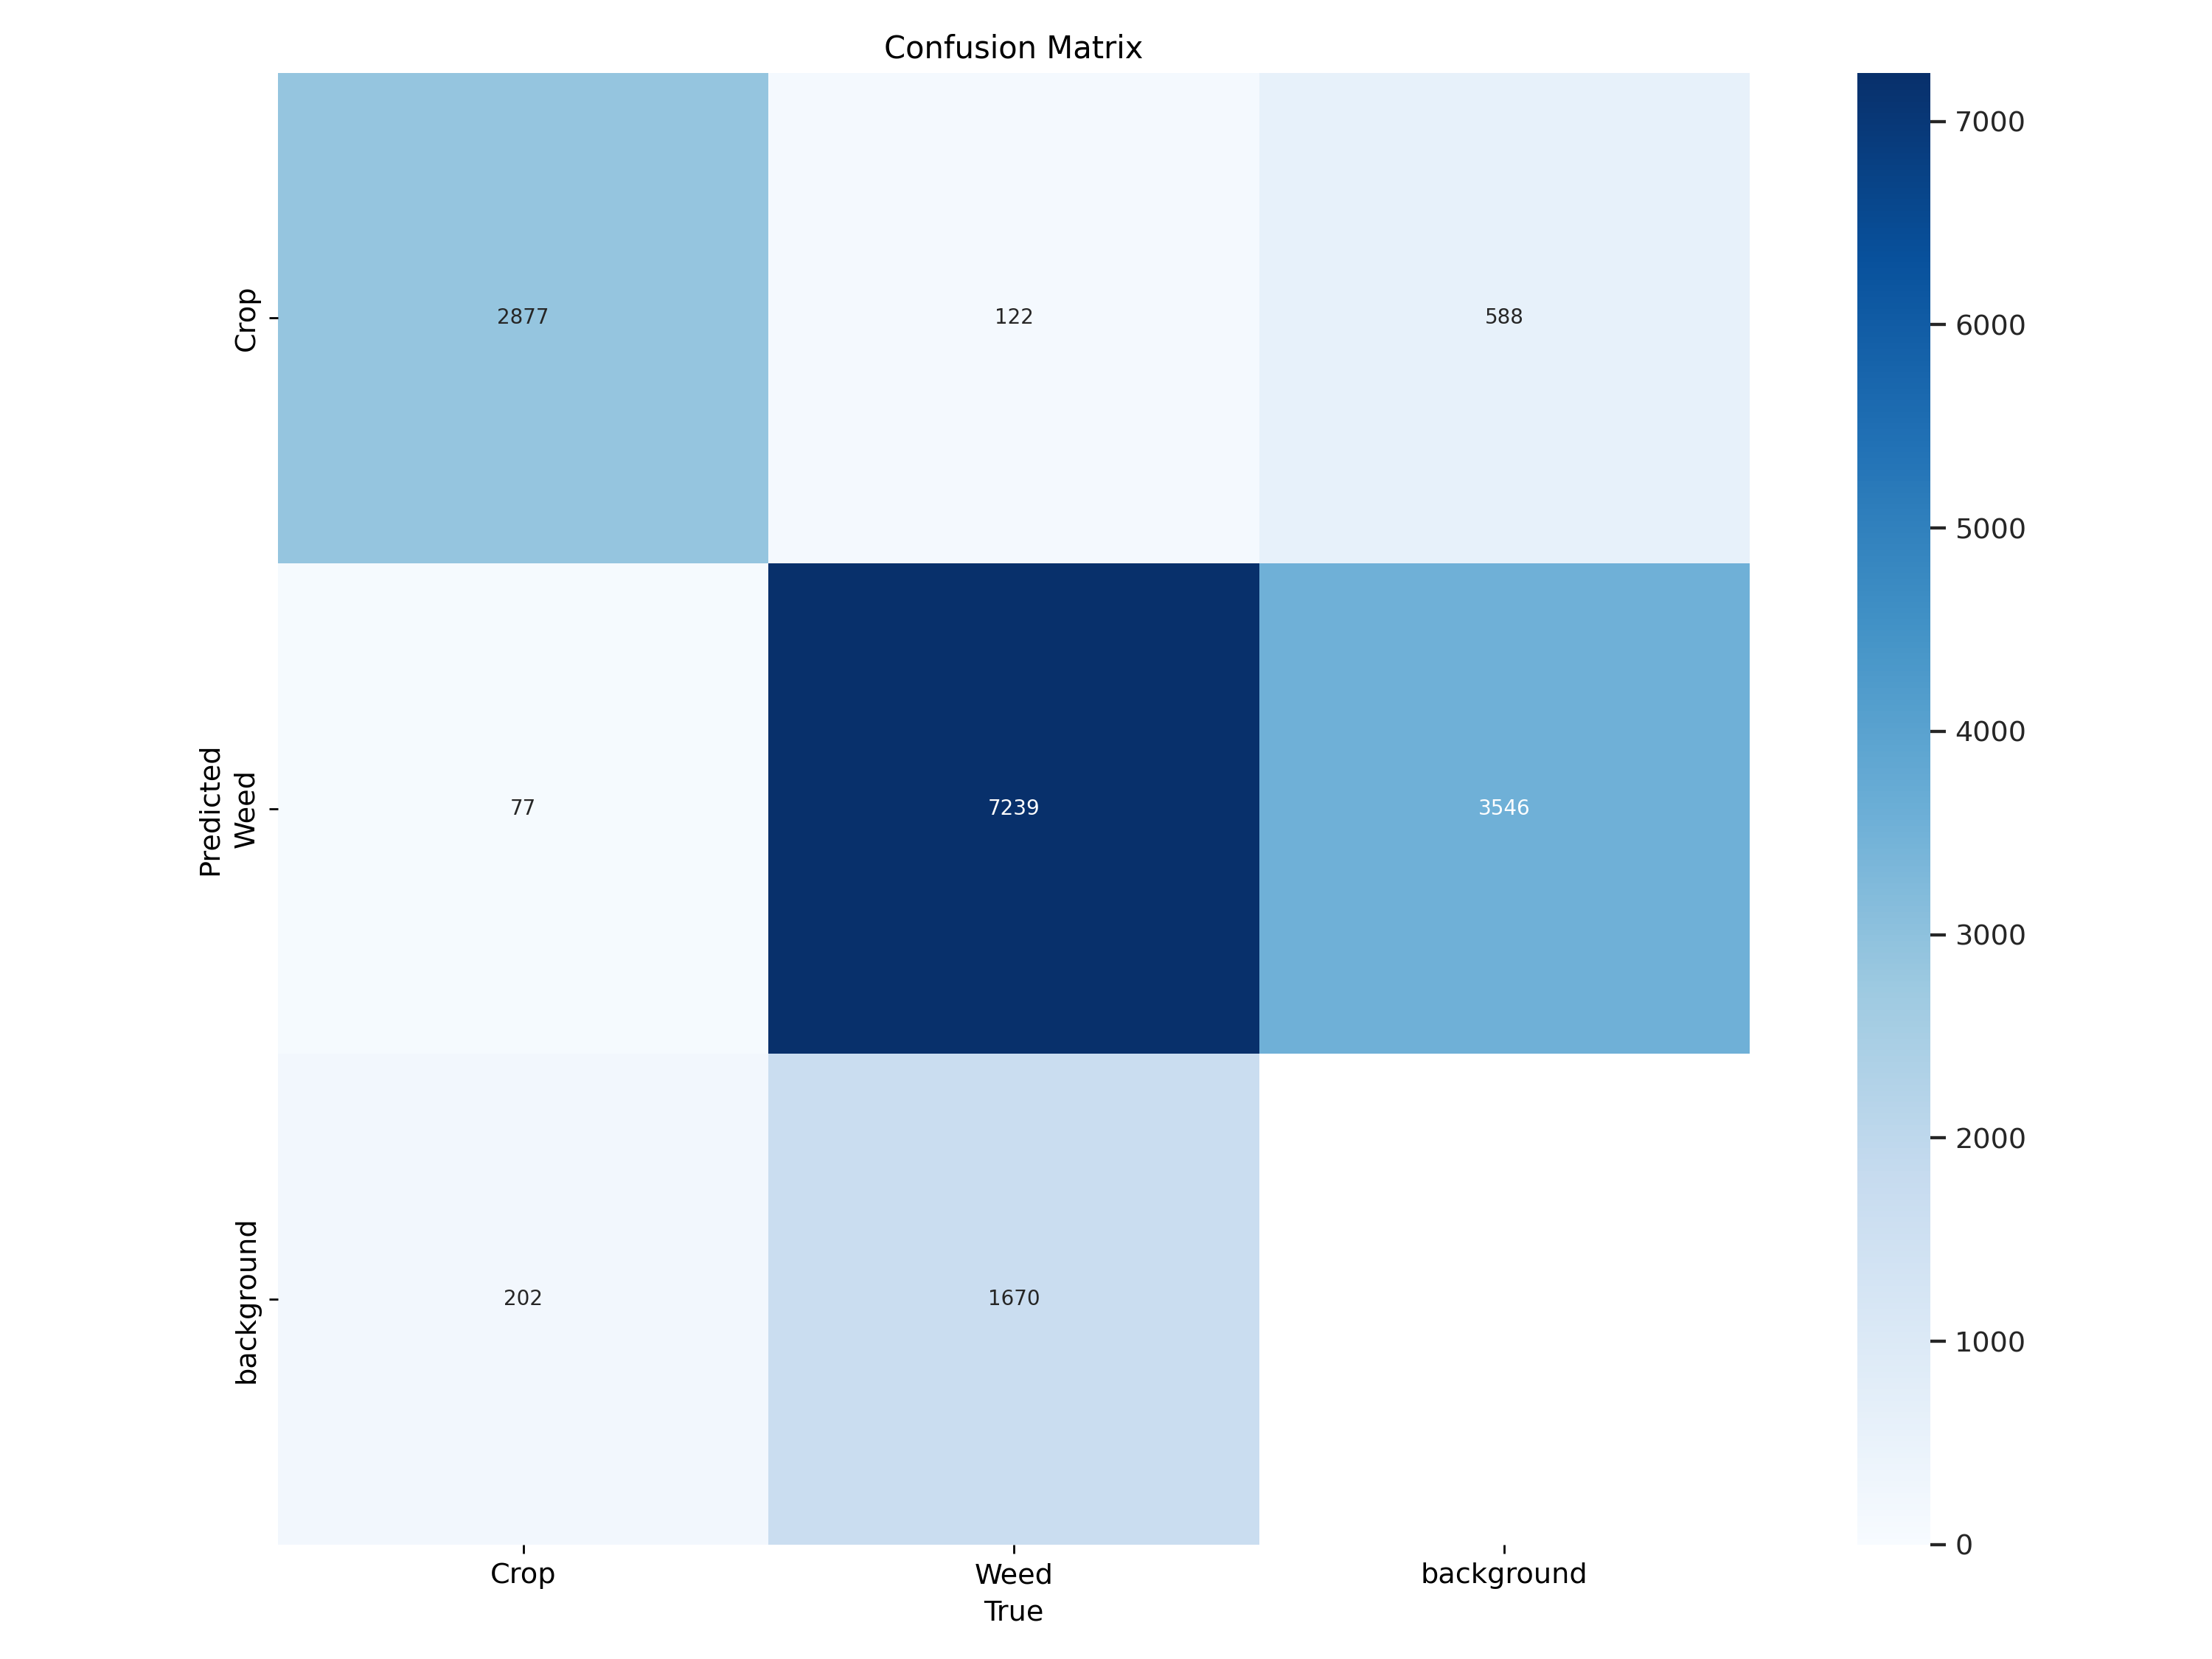 Confusion Matrix
Predicted
Crop
2877
122
588
Weed
77
7239
3546
background
202
1670
Crop
Weed
background
True
7000
6000
5000
4000
3000
2000
1000
0